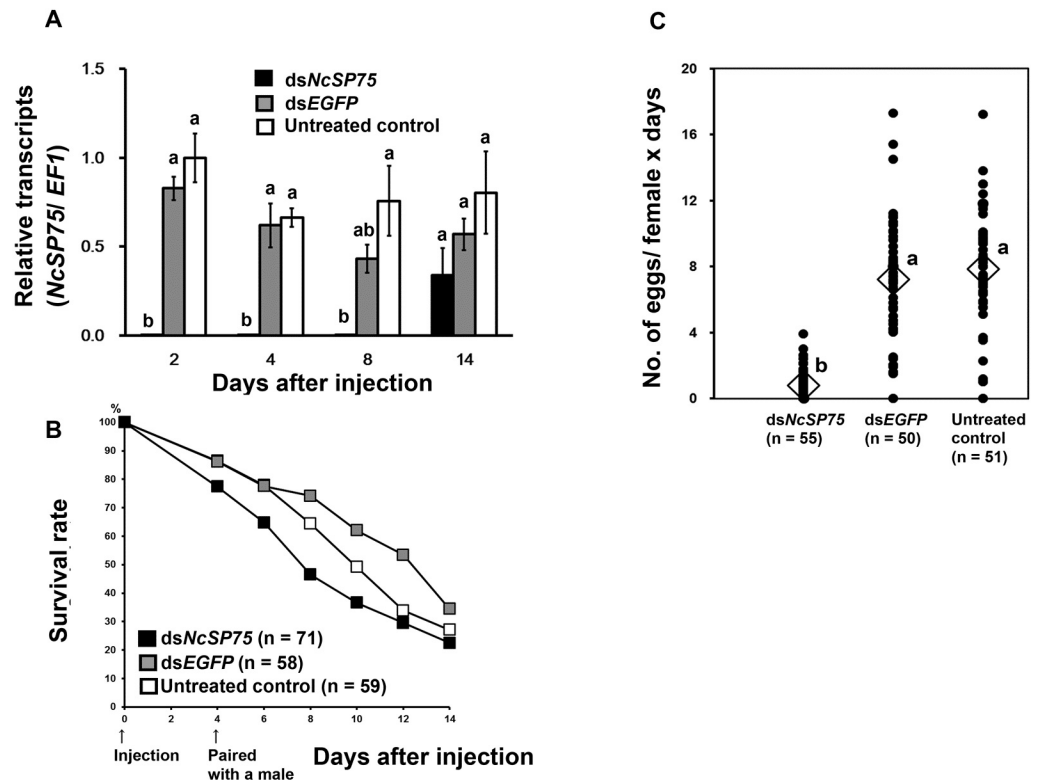 A
Relative transcripts
(NcSP75/ EF1)
1.5
1.0
0.5
0.0
dsNcSP75
dsEGFP
Untreated control
b
a
a
b
a
a
b
ab
a
a
a
a
2
4
8
14
Days after injection
B
Survival rate
%
100
90
80
70
60
50
40
30
20
10
0
dsNcSP75 (n = 71)
dsEGFP (n = 58)
Untreated control (n = 59)
0
2
4
6
8
10
12
14
↑
Injection
↑
Paired
with a male
Days after injection
C
No. of eggs/ female x days
20
16
12
8
4
0
b
a
a
dsNcSP75
(n = 55)
dsEGFP
(n = 50)
Untreated
control
(n = 51)